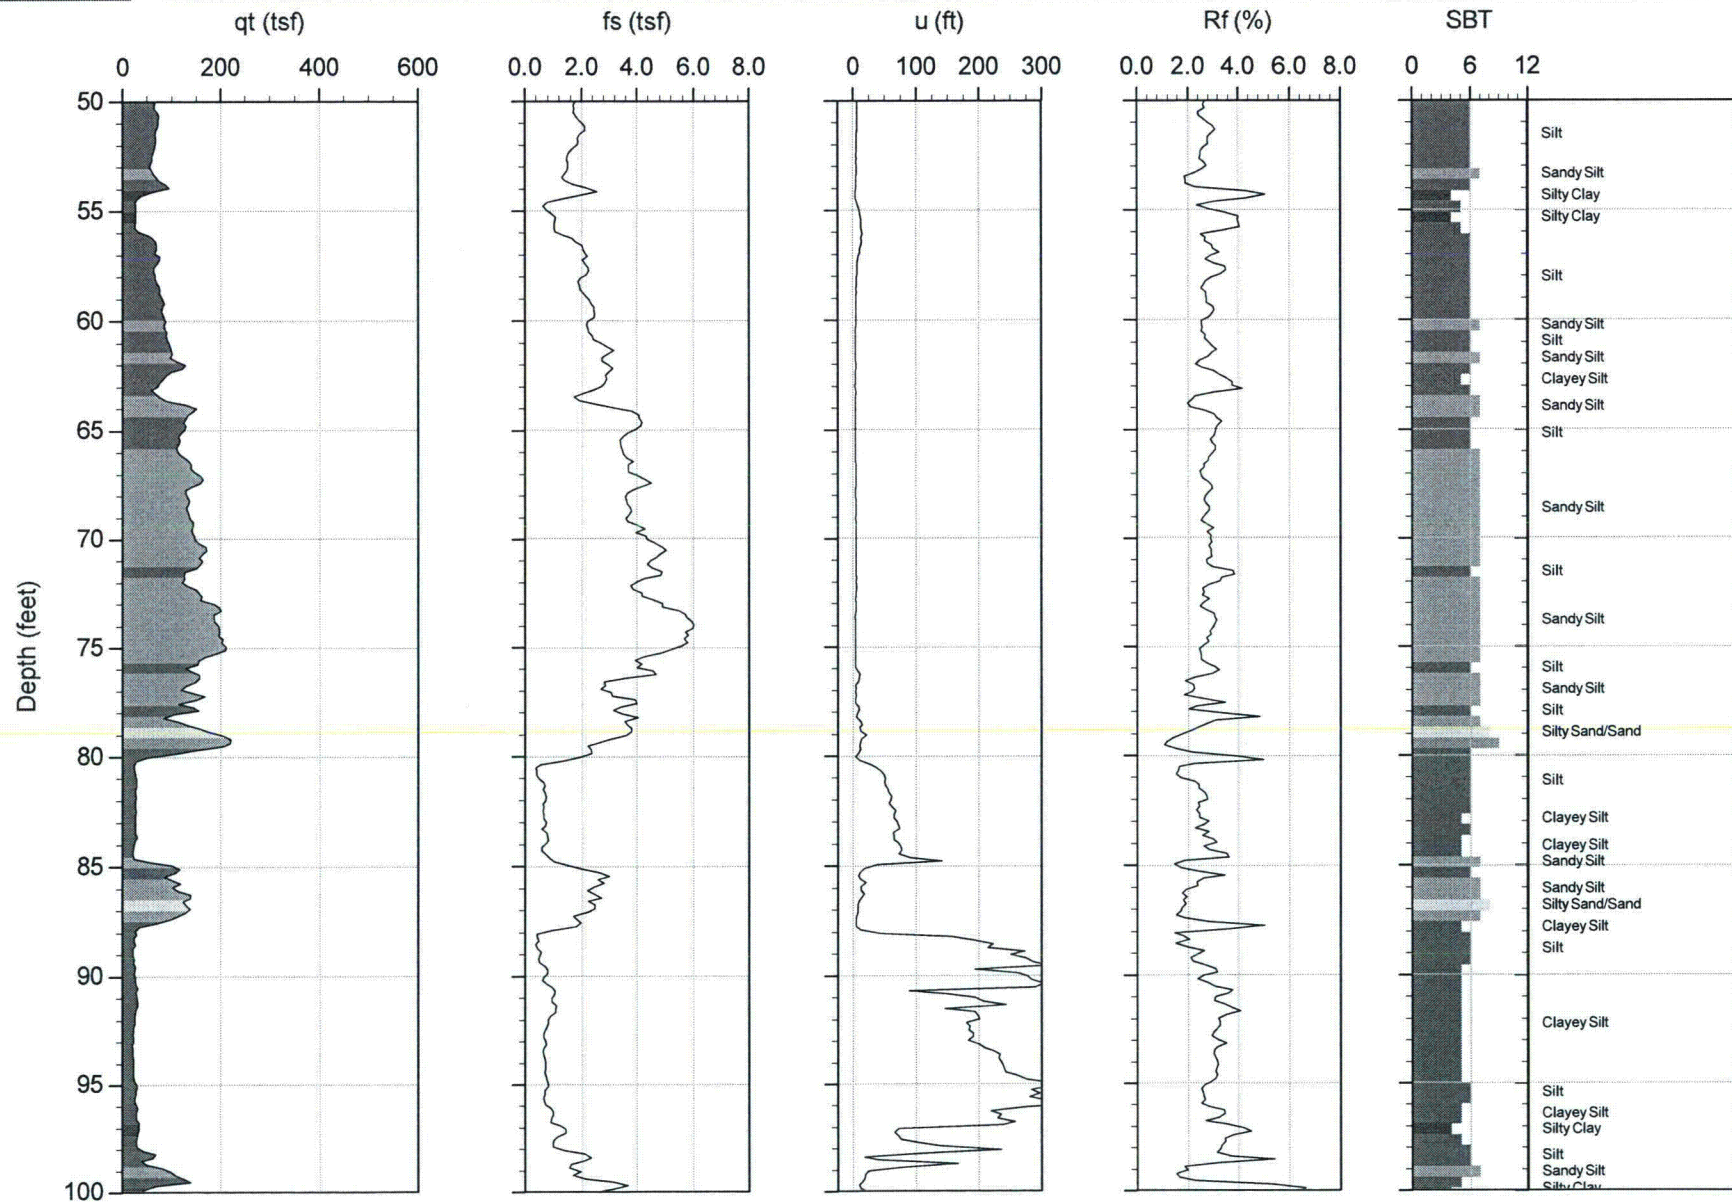 qt (tsf) fs (tsf) u (ft) Rf (%) SBT
0 200 400 600 0.0 2.0 4.0 6.0 8.0 0 100 200 300 0.0 2.0 4.0 6.0 8.0 0 6 12
50
Silt
Sandy Silt
Silty Clay
55
Silty Clay
Silt
60
Sandy Silt
Silt
Sandy Silt
Clayey Silt
Sandy Silt
65
Silt
Sandy Silt
70
Silt
Depth (feet)
Sandy Silt
75
Silt
Sandy Silt
Silt
Silty Sand/Sand
80
Silt
Clayey Silt
Clayey Silt
85
Sandy Silt
Sandy Silt
Silty Sand/Sand
Clayey Silt
Silt
90
Clayey Silt
95
Silt
Clayey Silt
Silty Clay
Silt
Sandy Silt
Silty Clay
100